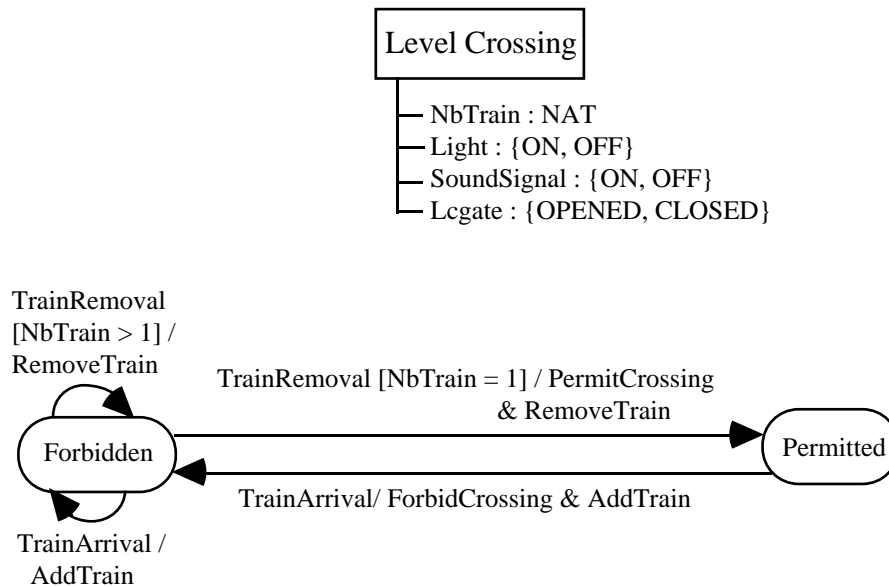 Level Crossing
NbTrain : NAT
Light : {ON, OFF}
SoundSignal : {ON, OFF}
Lcgate : {OPENED, CLOSED}
TrainRemoval
[NbTrain > 1] /
RemoveTrain
TrainRemoval [NbTrain = 1] / PermitCrossing
& RemoveTrain
Forbidden
Permitted
TrainArrival/ ForbidCrossing & AddTrain
TrainArrival /
AddTrain